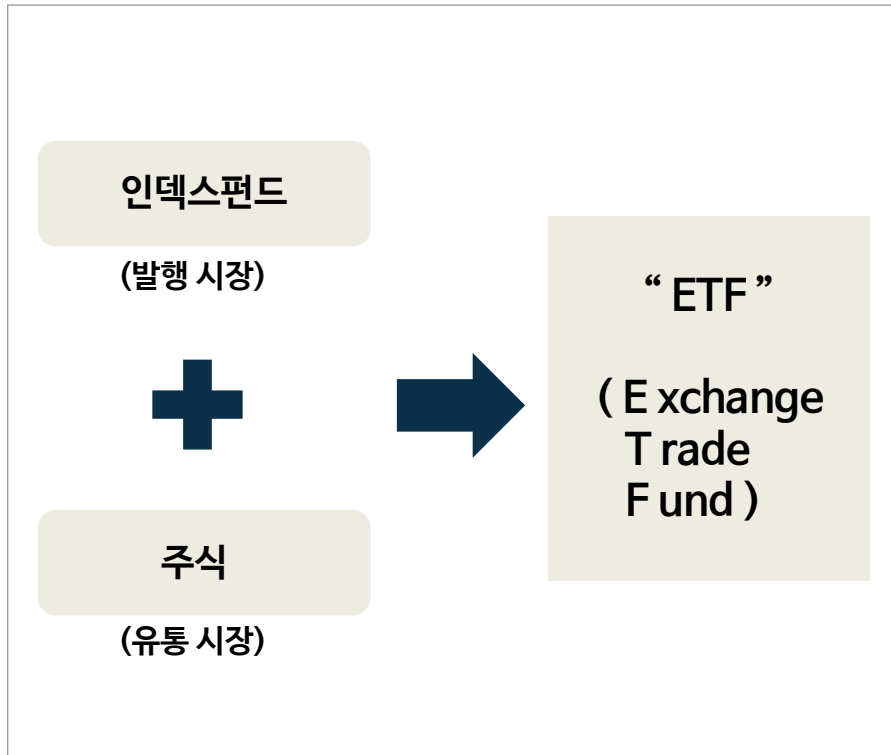 인덱스펀드
(발행 시장)
주식
(유통 시장)
“ ETF ”
( E xchange
T rade
F und )